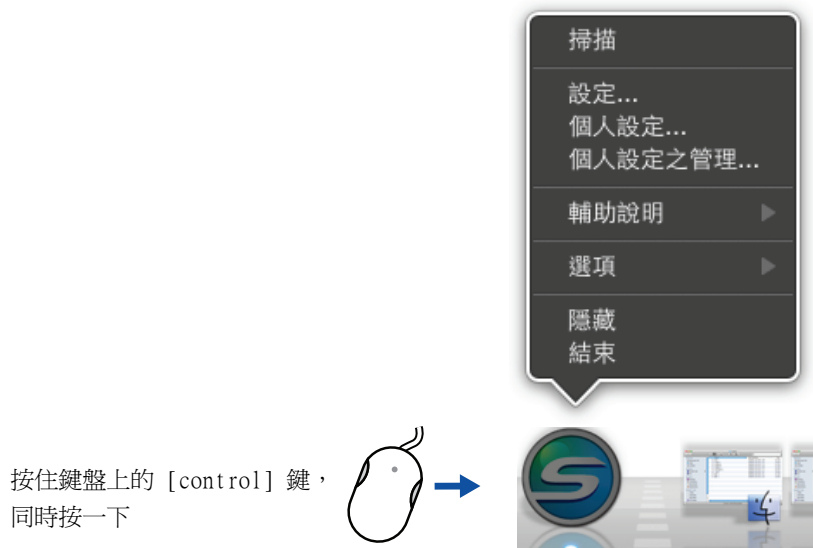 掃描
設定...
個人設定...
個人設定之管理...
輔助說明
選項
隱藏
結束
按住鍵盤上的 [control] 鍵，
同時按一下